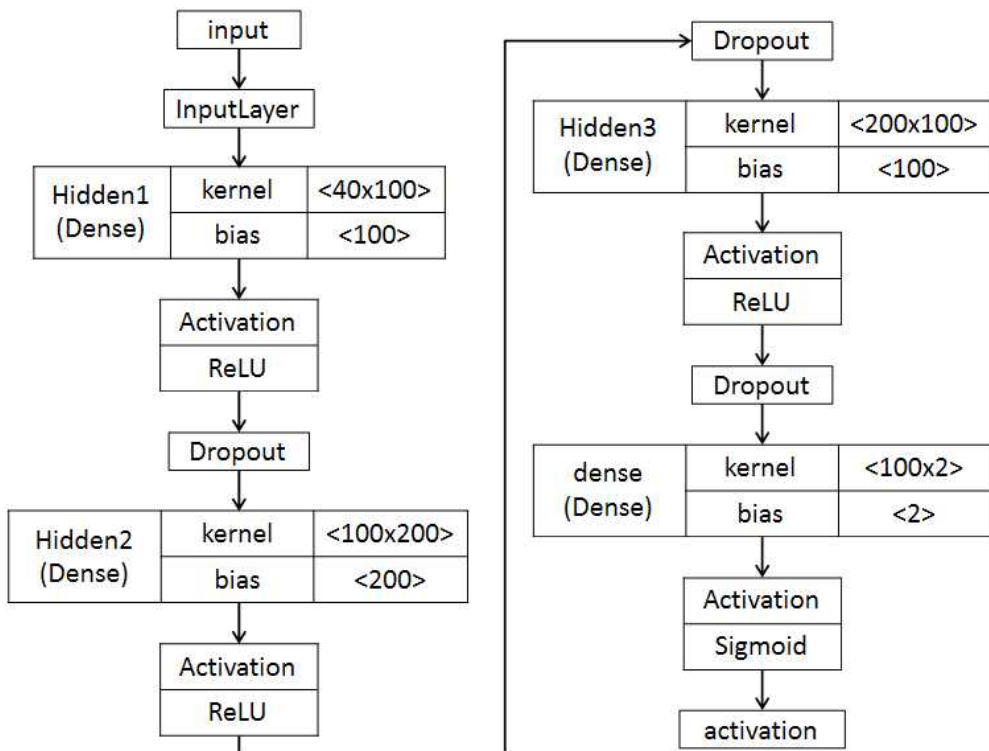 input
InputLayer
Hidden1
(Dense)
kernel
<40x100>
bias
<100>
Activation
ReLU
Dropout
Hidden2
(Dense)
kernel
<100x200>
bias
<200>
Activation
ReLU
Dropout
Hidden3
(Dense)
kernel
<200x100>
bias
<100>
Activation
ReLU
Dropout
dense
(Dense)
kernel
<100x2>
bias
<2>
Activation
Sigmoid
activation